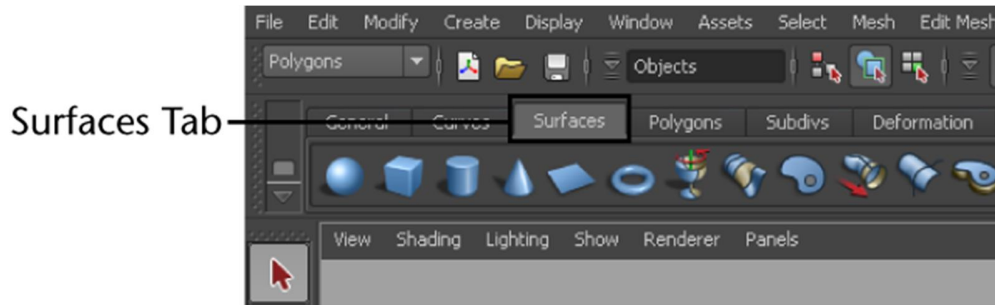 File Edit Modify Create Display Window Assets Select Mesh Edit Mesh
Polygons Objects
Surfaces Tab
General Curves Surfaces Polygons Subdivs Deformation
View Shading Lighting Show Renderer Panels